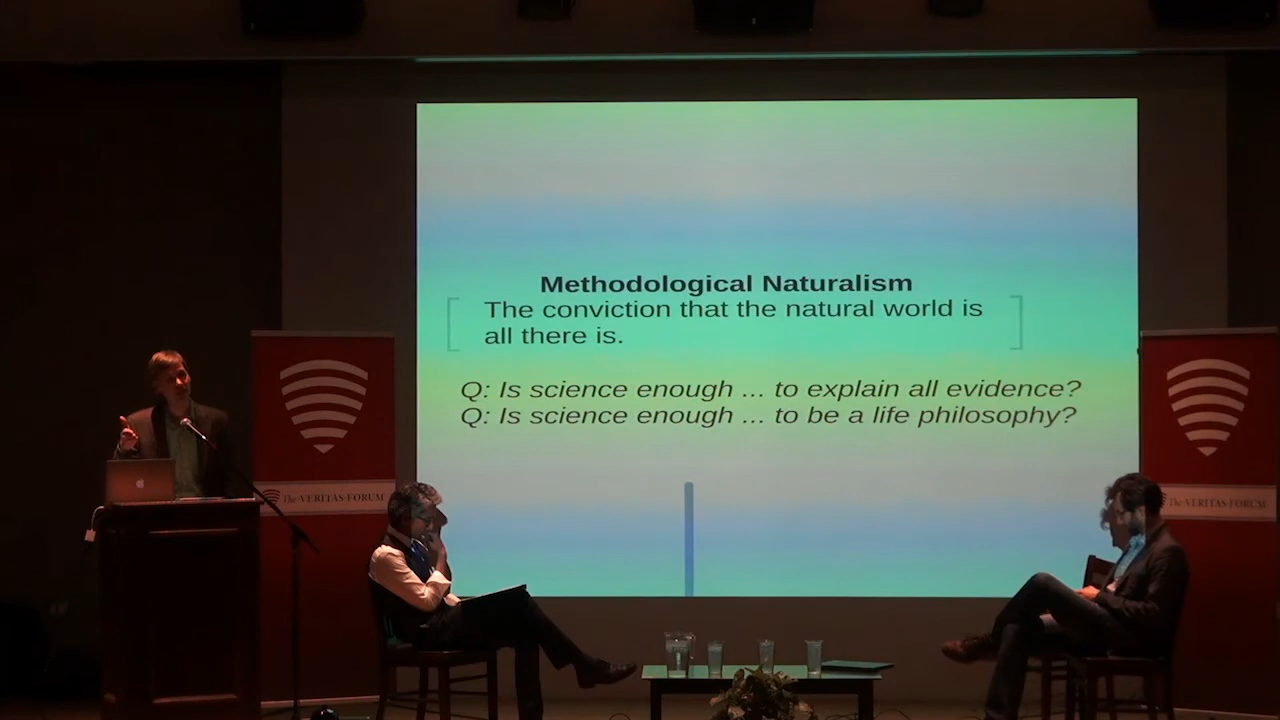 Methodological Naturalism
The conviction that the natural world is
all there is.
Q: Is science enough ... to explain all evidence?
Q: Is science enough ... to be a life philosophy?
The VERITAS FORUM
The VERITAS FORUM